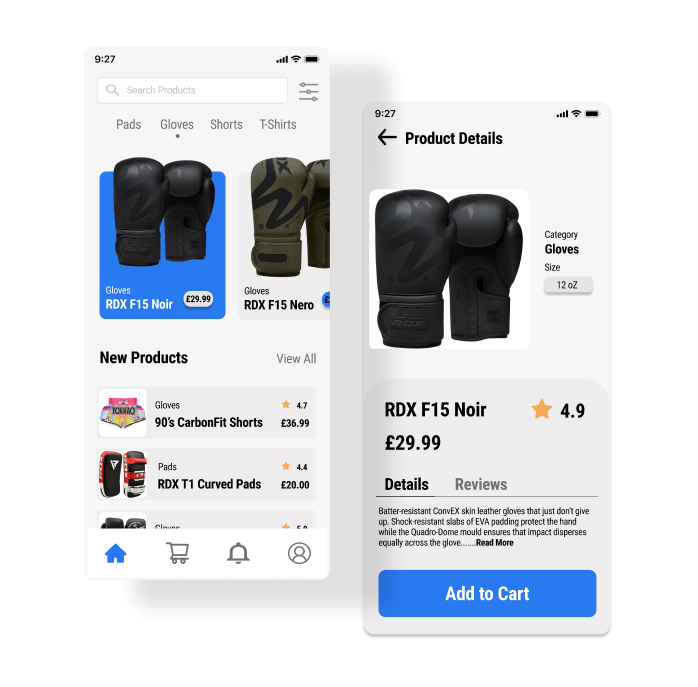 9:27
Search Products
Pads Gloves Shorts T-Shirts
RDX
Gloves
RDX F15 Noir £29.99
Gloves
RDX F15 Nero £
New Products View All
Gloves 4.7
90's CarbonFit Shorts £36.99
Pads 4.4
RDX T1 Curved Pads £20.00
Gloves 5.0
9:27
Product Details
RDX
Category
Gloves
Size
12 oZ
RDX F15 Noir 4.9
£29.99
Details Reviews
Batter-resistant ConvEX skin leather gloves that just don't give
up. Shock-resistant slabs of EVA padding protect the hand
while the Quadro-Dome mould ensures that impact disperses
equally across the glove.......Read More
Add to Cart